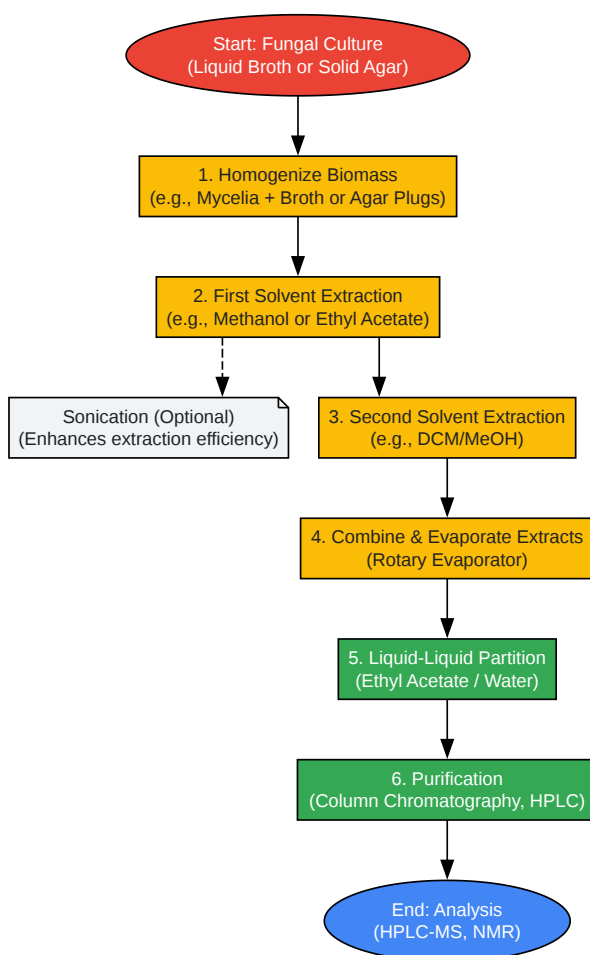 Start: Fungal Culture
(Liquid Broth or Solid Agar)
1. Homogenize Biomass
(e.g., Mycelia + Broth or Agar Plugs)
2. First Solvent Extraction
(e.g., Methanol or Ethyl Acetate)
Sonication (Optional)
(Enhances extraction efficiency)
3. Second Solvent Extraction
(e.g., DCM/MeOH)
4. Combine & Evaporate Extracts
(Rotary Evaporator)
5. Liquid-Liquid Partition
(Ethyl Acetate / Water)
6. Purification
(Column Chromatography, HPLC)
End: Analysis
(HPLC-MS, NMR)